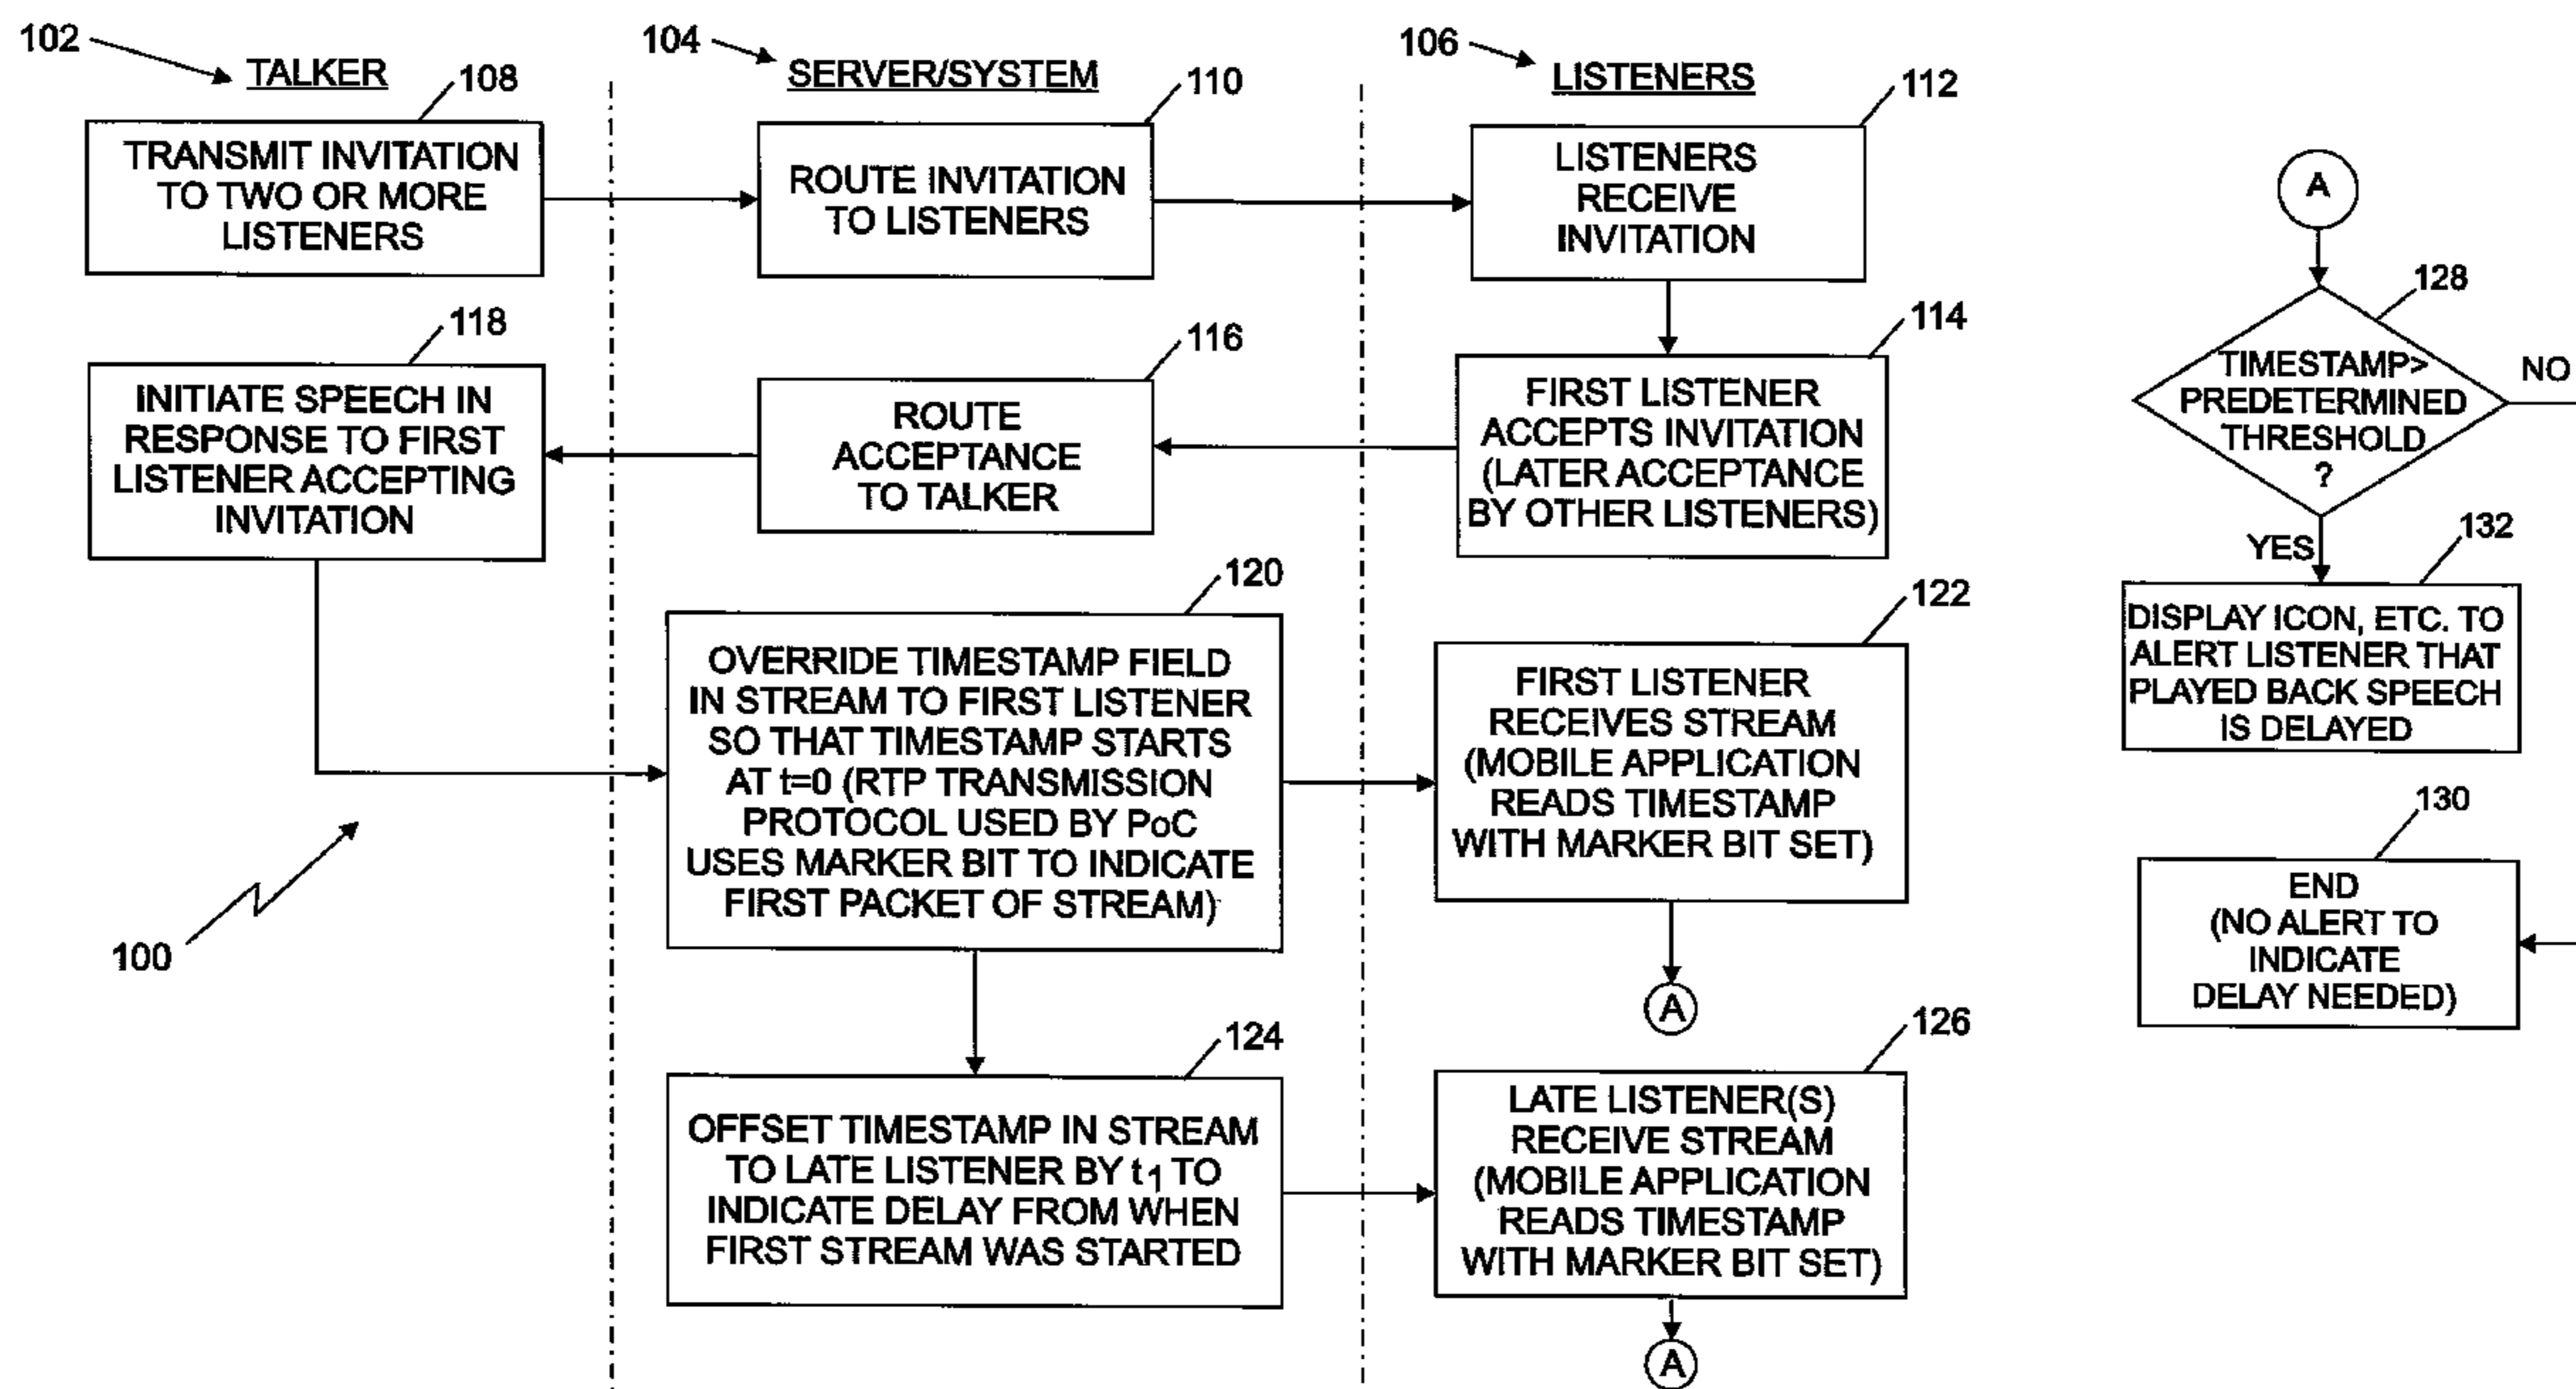 102
TALKER
108
TRANSMIT INVITATION
TO TWO OR MORE
LISTENERS
104
SERVER/SYSTEM
110
ROUTE INVITATION
TO LISTENERS
106
LISTENERS
112
LISTENERS
RECEIVE
INVITATION
118
INITIATE SPEECH IN
RESPONSE TO FIRST
LISTENER ACCEPTING
INVITATION
116
ROUTE
ACCEPTANCE
TO TALKER
114
FIRST LISTENER
ACCEPTS INVITATION
(LATER ACCEPTANCE
BY OTHER LISTENERS)
120
OVERRIDE TIMESTAMP FIELD
IN STREAM TO FIRST LISTENER
SO THAT TIMESTAMP STARTS
AT t=0 (RTP TRANSMISSION
PROTOCOL USED BY PoC
USES MARKER BIT TO INDICATE
FIRST PACKET OF STREAM)
122
FIRST LISTENER
RECEIVES STREAM
(MOBILE APPLICATION
READS TIMESTAMP
WITH MARKER BIT SET)
A
100
124
OFFSET TIMESTAMP IN STREAM
TO LATE LISTENER BY t1 TO
INDICATE DELAY FROM WHEN
FIRST STREAM WAS STARTED
126
LATE LISTENER(S)
RECEIVE STREAM
(MOBILE APPLICATION
READS TIMESTAMP
WITH MARKER BIT SET)
A
A
128
TIMESTAMP>
PREDETERMINED
THRESHOLD
?
NO
YES
132
DISPLAY ICON, ETC. TO
ALERT LISTENER THAT
PLAYED BACK SPEECH
IS DELAYED
130
END
(NO ALERT TO
INDICATE
DELAY NEEDED)